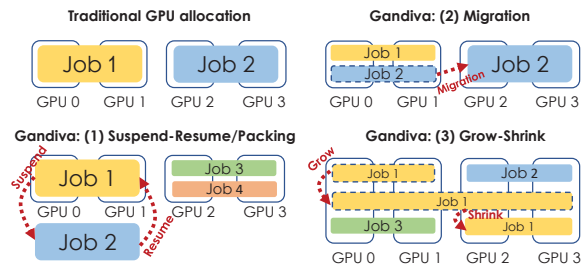 Traditional GPU allocation
Job 1
Job 2
GPU 0
GPU 1
GPU 2
GPU 3
Gandiva: (2) Migration
Job 1
Job 2
Migration
Job 2
GPU 0
GPU 1
GPU 2
GPU 3
Gandiva: (1) Suspend-Resume/Packing
Suspend
Job 1
Job 3
Job 4
GPU 0
GPU 1
GPU 2
GPU 3
Job 2
Resume
Gandiva: (3) Grow-Shrink
Grow
Job 1
Job 2
Job 1
Shrink
Job 3
Job 1
GPU 0
GPU 1
GPU 2
GPU 3